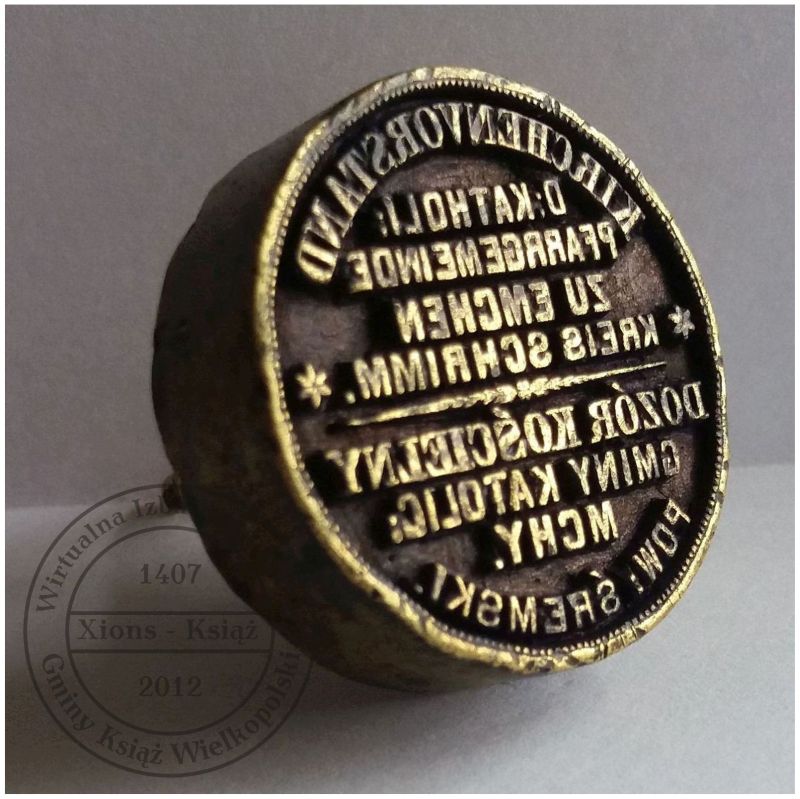 KIRCHENVORSTAND
D: KATHOLI:
PFARRGEMEINDE
ZU EMCHEN
* KREIS SCHRIMM. *
DOZÓR KOŚCIELNY
GMINY KATOLIC:
MCHY.
POW: ŚREMSKI.
Wirtualna
1407
Xions - Książ
2012
Gminy Książ Wielkopolski